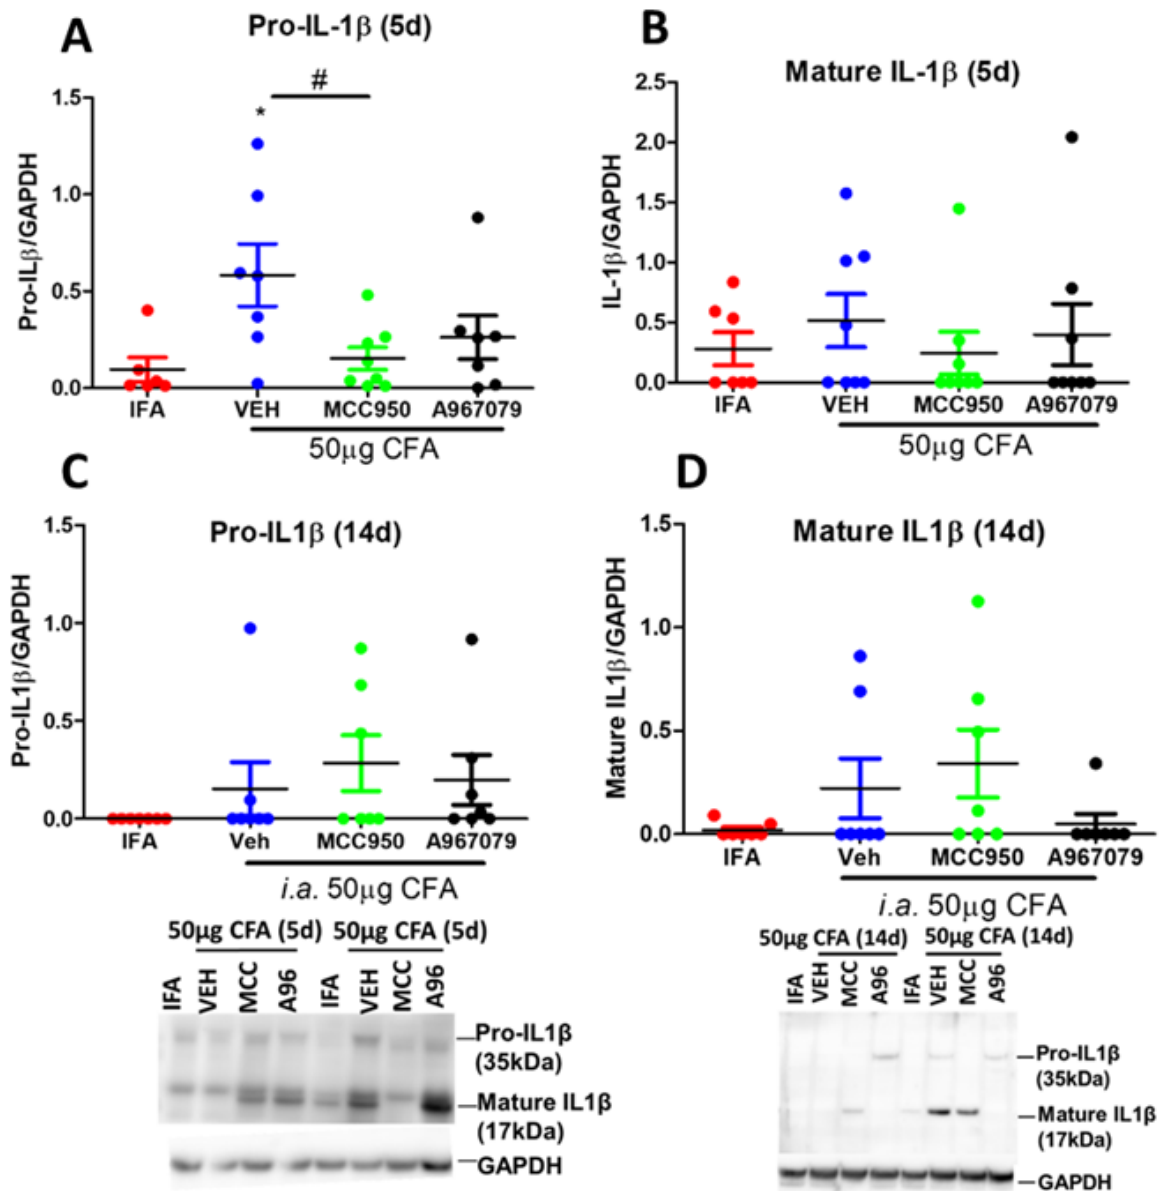 A
Pro-IL-1β (5d)
#
*
Pro-ILβ/GAPDH
1.5
1.0
0.5
0.0
IFA VEH MCC950 A967079
50μg CFA
B
Mature IL-1β (5d)
IL-1β/GAPDH
2.5
2.0
1.5
1.0
0.5
0.0
IFA VEH MCC950 A967079
50μg CFA
C
Pro-IL1β (14d)
Pro-IL1β/GAPDH
1.5
1.0
0.5
0.0
IFA Veh MCC950 A967079
i.a. 50μg CFA
D
Mature IL1β (14d)
Mature IL1β/GAPDH
1.5
1.0
0.5
0.0
IFA Veh MCC950 A967079
i.a. 50μg CFA
50μg CFA (5d) 50μg CFA (5d)
IFA VEH MCC A96 IFA VEH MCC A96
Pro-IL1β
(35kDa)
Mature IL1β
(17kDa)
GAPDH
50μg CFA (14d) 50μg CFA (14d)
IFA VEH MCC A96 IFA VEH MCC A96
Pro-IL1β
(35kDa)
Mature IL1β
(17kDa)
GAPDH